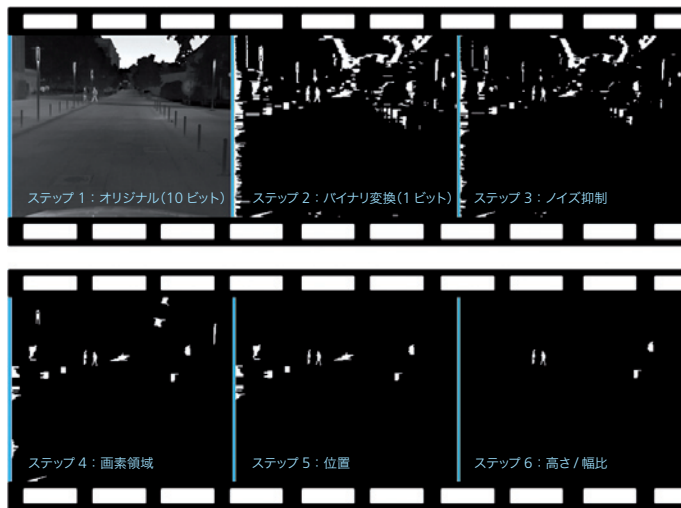 ステップ 1：オリジナル（10 ビット）
ステップ 2：バイナリ変換（1 ビット）
ステップ 3：ノイズ抑制
ステップ 4：画素領域
ステップ 5：位置
ステップ 6：高さ / 幅比